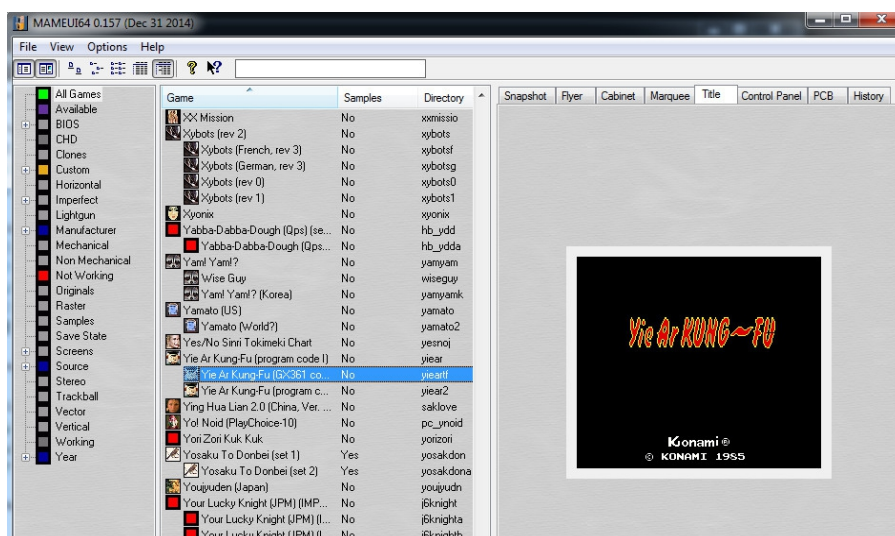 MAMEUI64 0.157 (Dec 31 2014)
File View Options Help
All Games
Available
BIOS
CHD
Clones
Custom
Horizontal
Imperfect
Lightgun
Manufacturer
Mechanical
Non Mechanical
Not Working
Originals
Raster
Samples
Save State
Screens
Source
Stereo
Trackball
Vector
Vertical
Working
Year
Game Samples Directory
XX Mission No xxmissio
Xybots (rev 2) No xybots
Xybots (French, rev 3) No xybotsf
Xybots (German, rev 3) No xybotsg
Xybots (rev 0) No xybots0
Xybots (rev 1) No xybots1
Xyonix No xyonix
Yabba-Dabba-Dough (Qps) (se... No hb_ydd
Yabba-Dabba-Dough (Qps... No hb_ydda
Yam! Yam!? No yamyam
Wise Guy No wiseguy
Yam! Yam!? (Korea) No yamyamk
Yamato (US) No yamato
Yamato (World?) No yamato2
Yes/No Sinri Tokimeki Chart No yesnoj
Yie Ar Kung-Fu (program code I) No yiear
Yie Ar Kung-Fu (GX361 co... No yieartf
Yie Ar Kung-Fu (program c... No yiear2
Ying Hua Lian 2.0 (China, Ver. ... No saklove
Yo! Noid (PlayChoice-10) No pc_ynoid
Yori Zori Kuk Kuk No yorizori
Yosaku To Donbei (set 1) Yes yosakdon
Yosaku To Donbei (set 2) Yes yosakdona
Youjyuden (Japan) No youjyudn
Your Lucky Knight (JPM) (IMP... No j6knight
Your Lucky Knight (JPM) (I... No j6knighta
Your Lucky Knight (JPM) (I... No j6knightb
Snapshot Flyer Cabinet Marquee Title Control Panel PCB History
Yie Ar KUNG~FU
Konami ®
© KONAMI 1985